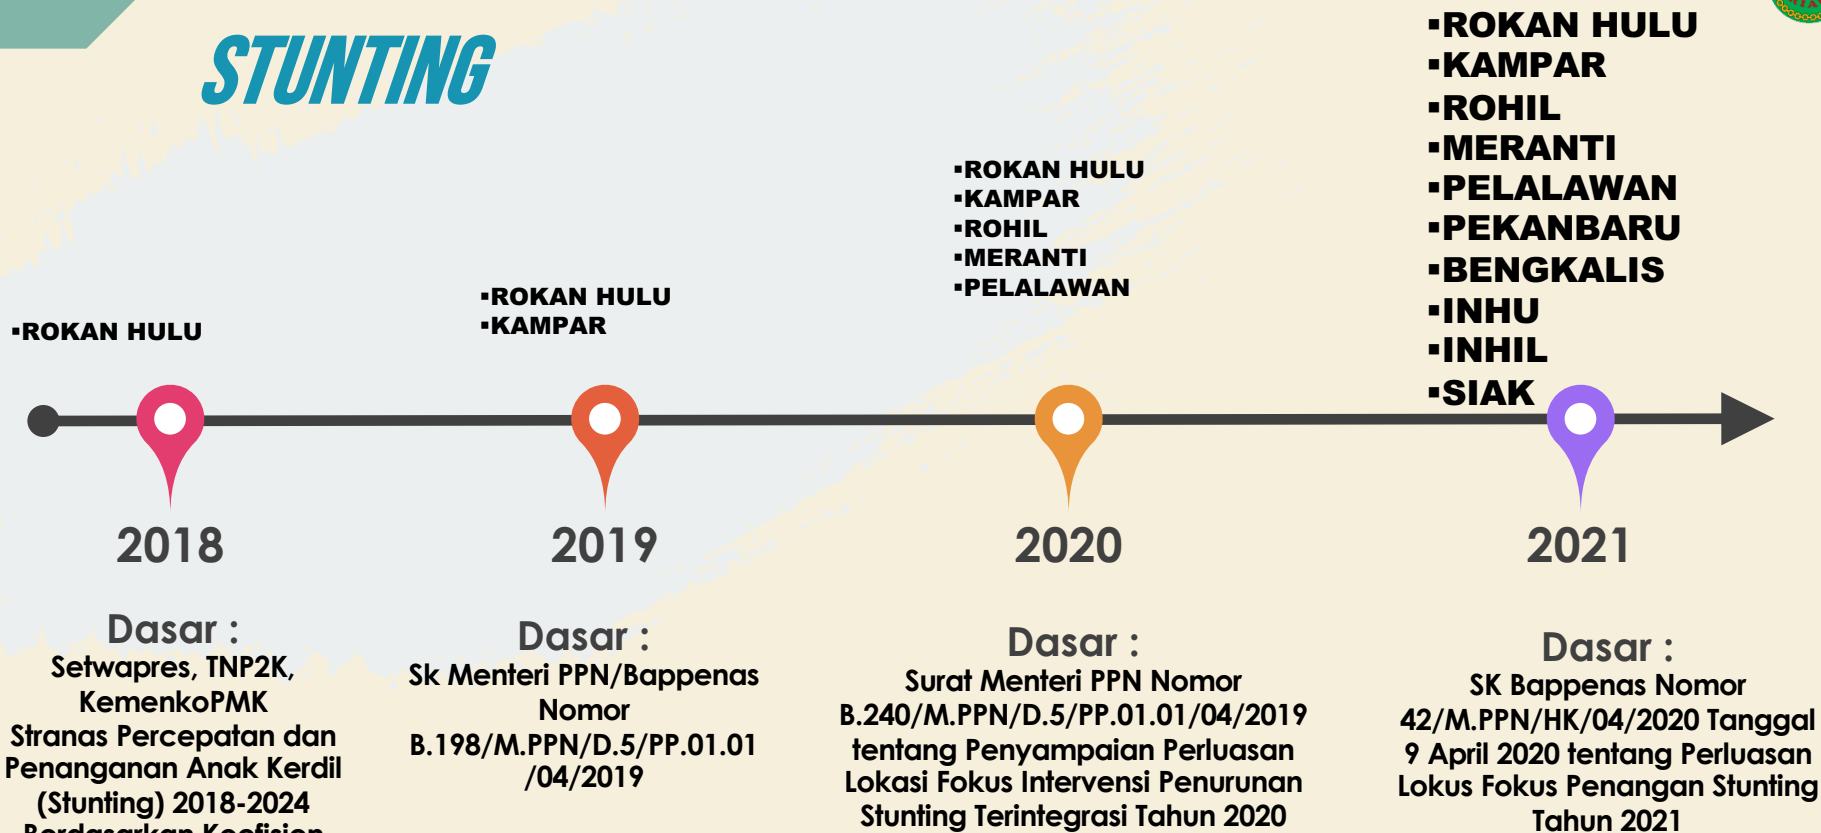 STUNTING
▪ROKAN HULU
▪ROKAN HULU
▪KAMPAR
▪ROKAN HULU
▪KAMPAR
▪ROHIL
▪MERANTI
▪PELALAWAN
▪ROKAN HULU
▪KAMPAR
▪ROHIL
▪MERANTI
▪PELALAWAN
▪PEKANBARU
▪BENGKALIS
▪INHU
▪INHIL
▪SIAK
2018
Dasar :
Setwapres, TNP2K,
KemenkoPMK
Stranas Percepatan dan
Penanganan Anak Kerdil
(Stunting) 2018-2024
Berdasarkan Koefisien
2019
Dasar :
Sk Menteri PPN/Bappenas
Nomor
B.198/M.PPN/D.5/PP.01.01
/04/2019
2020
Dasar :
Surat Menteri PPN Nomor
B.240/M.PPN/D.5/PP.01.01/04/2019
tentang Penyampaian Perluasan
Lokasi Fokus Intervensi Penurunan
Stunting Terintegrasi Tahun 2020
2021
Dasar :
SK Bappenas Nomor
42/M.PPN/HK/04/2020 Tanggal
9 April 2020 tentang Perluasan
Lokus Fokus Penangan Stunting
Tahun 2021